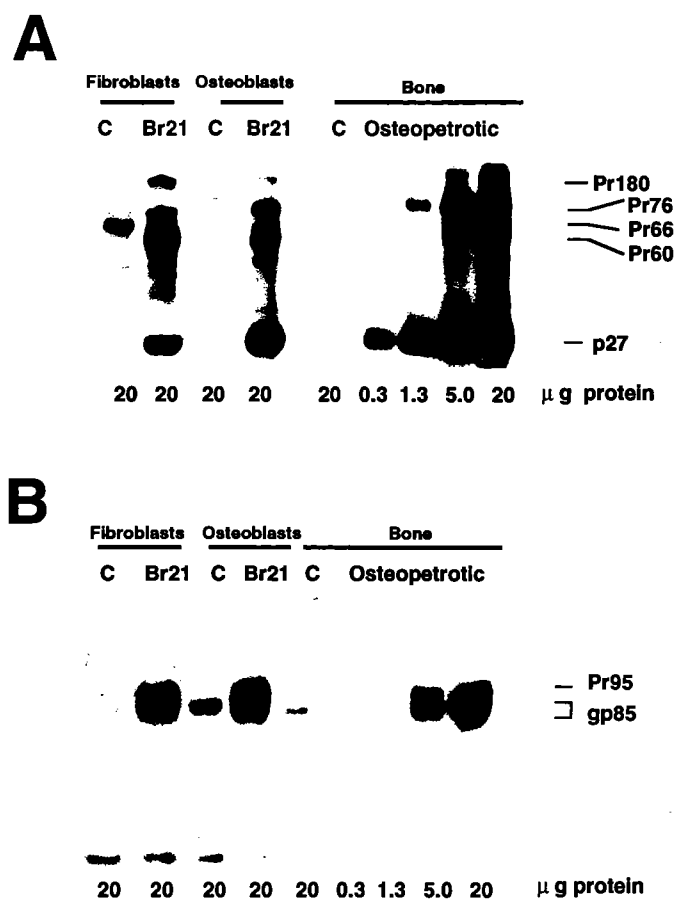 A
Fibroblasts Osteoblasts Bone
C Br21 C Br21 C Osteopetrotic
Pr180
Pr76
Pr66
Pr60
p27
20 20 20 20 20 0.3 1.3 5.0 20 μg protein
B
Fibroblasts Osteoblasts Bone
C Br21 C Br21 C Osteopetrotic
Pr95
gp85
20 20 20 20 20 0.3 1.3 5.0 20 μg protein